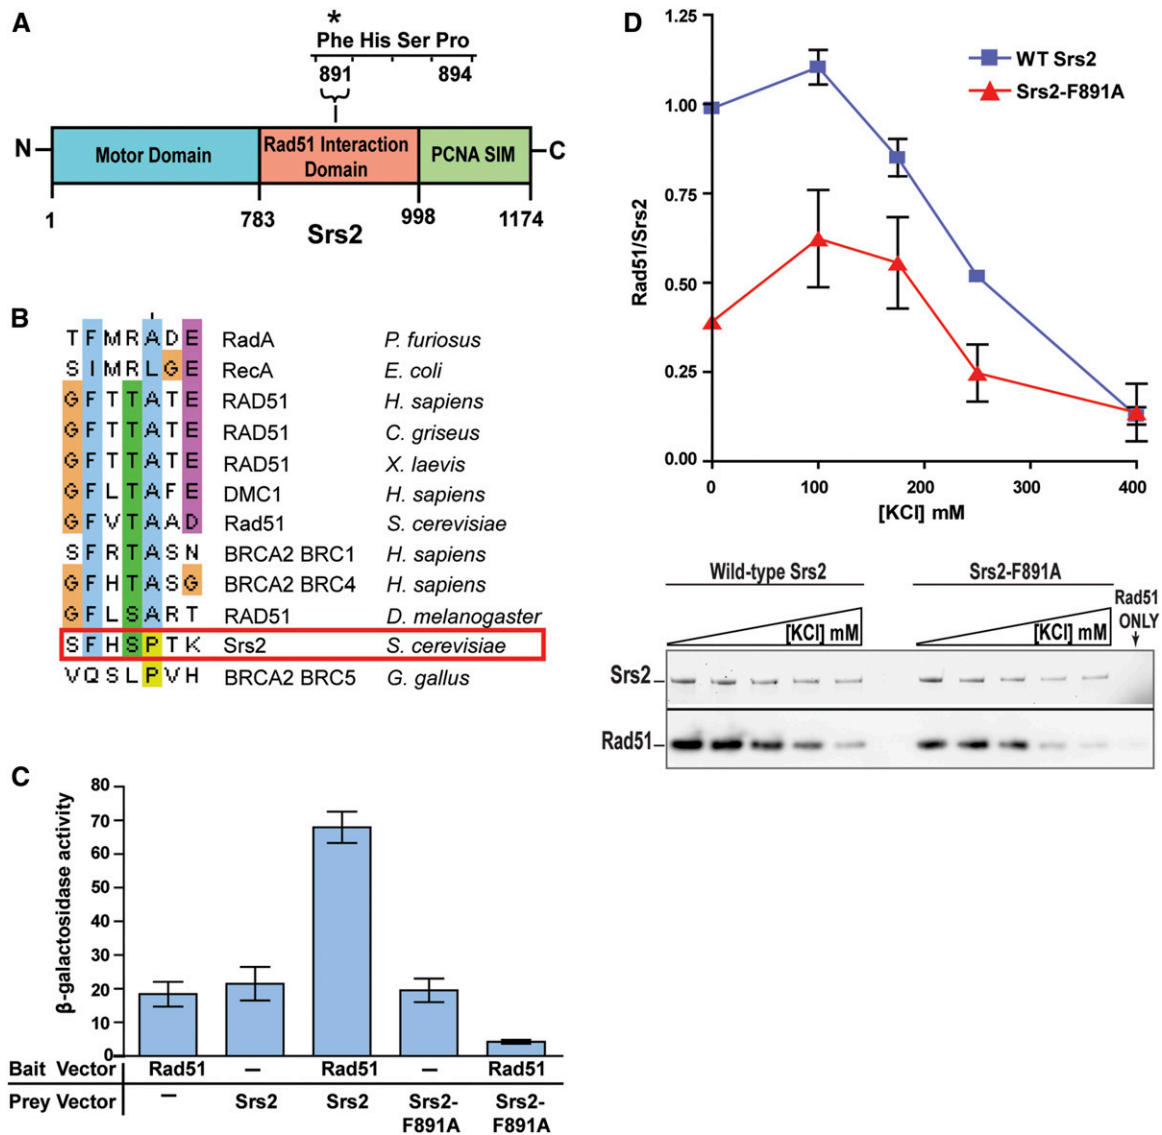 A
*
Phe His Ser Pro
891 894
N Motor Domain Rad51 Interaction Domain PCNA SIM C
1 783 998 1174
Srs2
B
T F M R A D E RadA P. furiosus
S I M R L G E RecA E. coli
G F T T A T E RAD51 H. sapiens
G F T T A T E RAD51 C. griseus
G F T T A T E RAD51 X. laevis
G F L T A F E DMC1 H. sapiens
G F V T A A D Rad51 S. cerevisiae
S F R T A S N BRCA2 BRC1 H. sapiens
G F H T A S G BRCA2 BRC4 H. sapiens
G F L S A R T RAD51 D. melanogaster
S F H S P T K Srs2 S. cerevisiae
V Q S L P V H BRCA2 BRC5 G. gallus
C
β-galactosidase activity
80
70
60
50
40
30
20
10
0
Bait Vector Rad51 – Rad51 – Rad51
Prey Vector – Srs2 Srs2 Srs2-F891A Srs2-F891A
D
WT Srs2
Srs2-F891A
Rad51/Srs2
1.25
1.00
0.75
0.50
0.25
0.00
0 100 200 300 400
[KCl] mM
Wild-type Srs2 Srs2-F891A Rad51 ONLY
[KCl] mM [KCl] mM
Srs2
Rad51